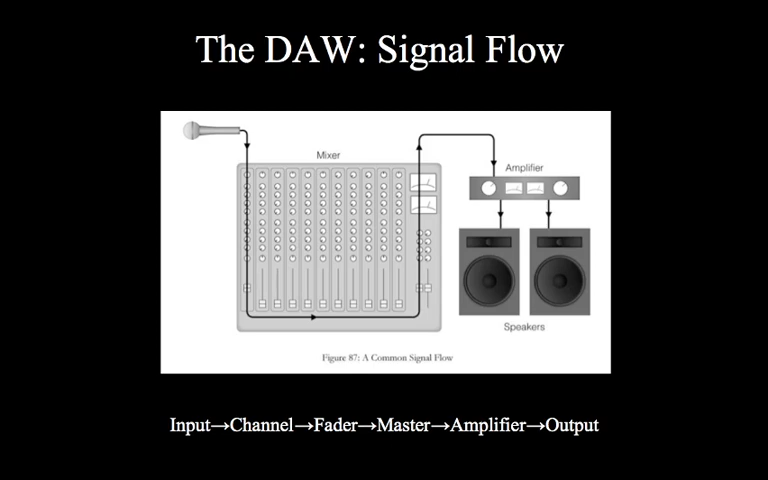 The DAW: Signal Flow
Mixer
Amplifier
Speakers
Figure 87: A Common Signal Flow
Input→Channel→Fader→Master→Amplifier→Output